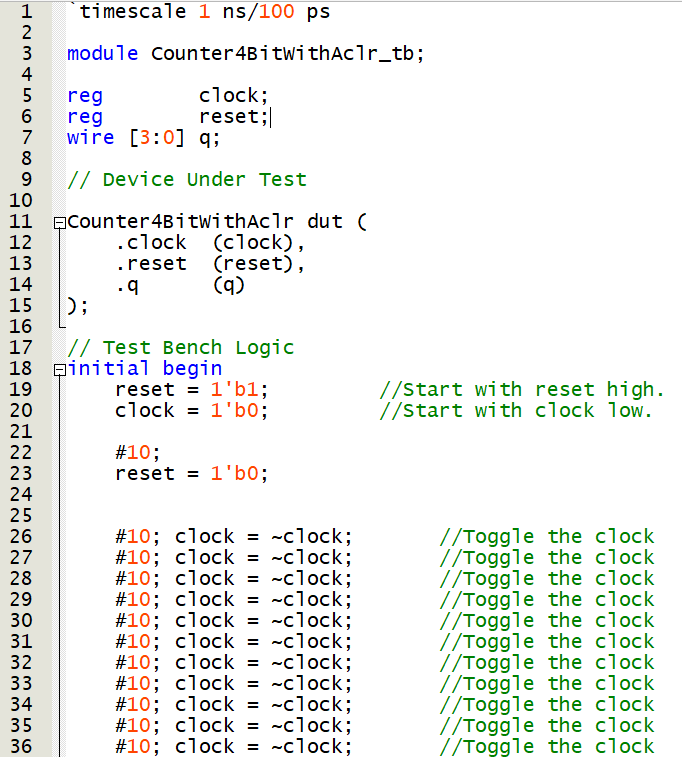 1 `timescale 1 ns/100 ps
2
3 module Counter4BitWithAclr_tb;
4
5 reg        clock;
6 reg        reset;
7 wire [3:0] q;
8
9 // Device Under Test
10
11 Counter4BitWithAclr dut (
12     .clock  (clock),
13     .reset  (reset),
14     .q      (q)
15 );
16
17 // Test Bench Logic
18 initial begin
19     reset = 1'b1;         //Start with reset high.
20     clock = 1'b0;         //Start with clock low.
21
22     #10;
23     reset = 1'b0;
24
25
26     #10; clock = ~clock;       //Toggle the clock
27     #10; clock = ~clock;       //Toggle the clock
28     #10; clock = ~clock;       //Toggle the clock
29     #10; clock = ~clock;       //Toggle the clock
30     #10; clock = ~clock;       //Toggle the clock
31     #10; clock = ~clock;       //Toggle the clock
32     #10; clock = ~clock;       //Toggle the clock
33     #10; clock = ~clock;       //Toggle the clock
34     #10; clock = ~clock;       //Toggle the clock
35     #10; clock = ~clock;       //Toggle the clock
36     #10; clock = ~clock;       //Toggle the clock